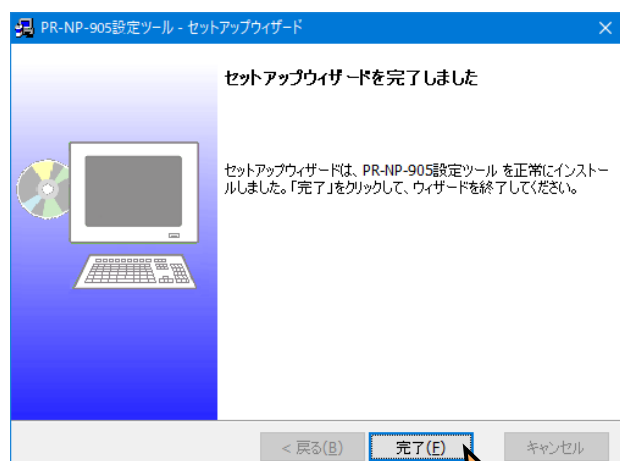 PR-NP-905設定ツール - セットアップウィザード
セットアップウィザードを完了しました
セットアップウィザードは、PR-NP-905設定ツール を正常にインストー
ルしました。「完了」をクリックして、ウィザードを終了してください。
< 戻る(B) 完了(F) キャンセル